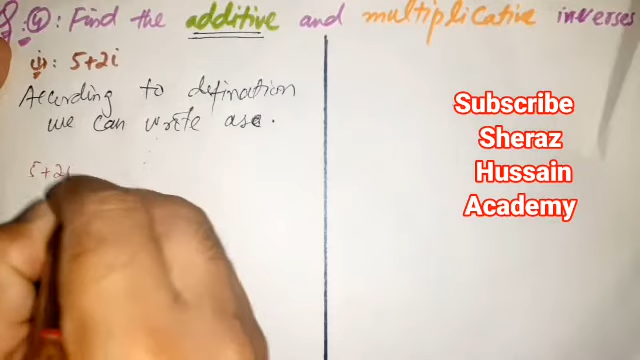 Q.④: Find the additive and multiplicative inverses
(i): 5+2i
According to defination
we can write as.
5+2i
Subscribe
Sheraz
Hussain
Academy